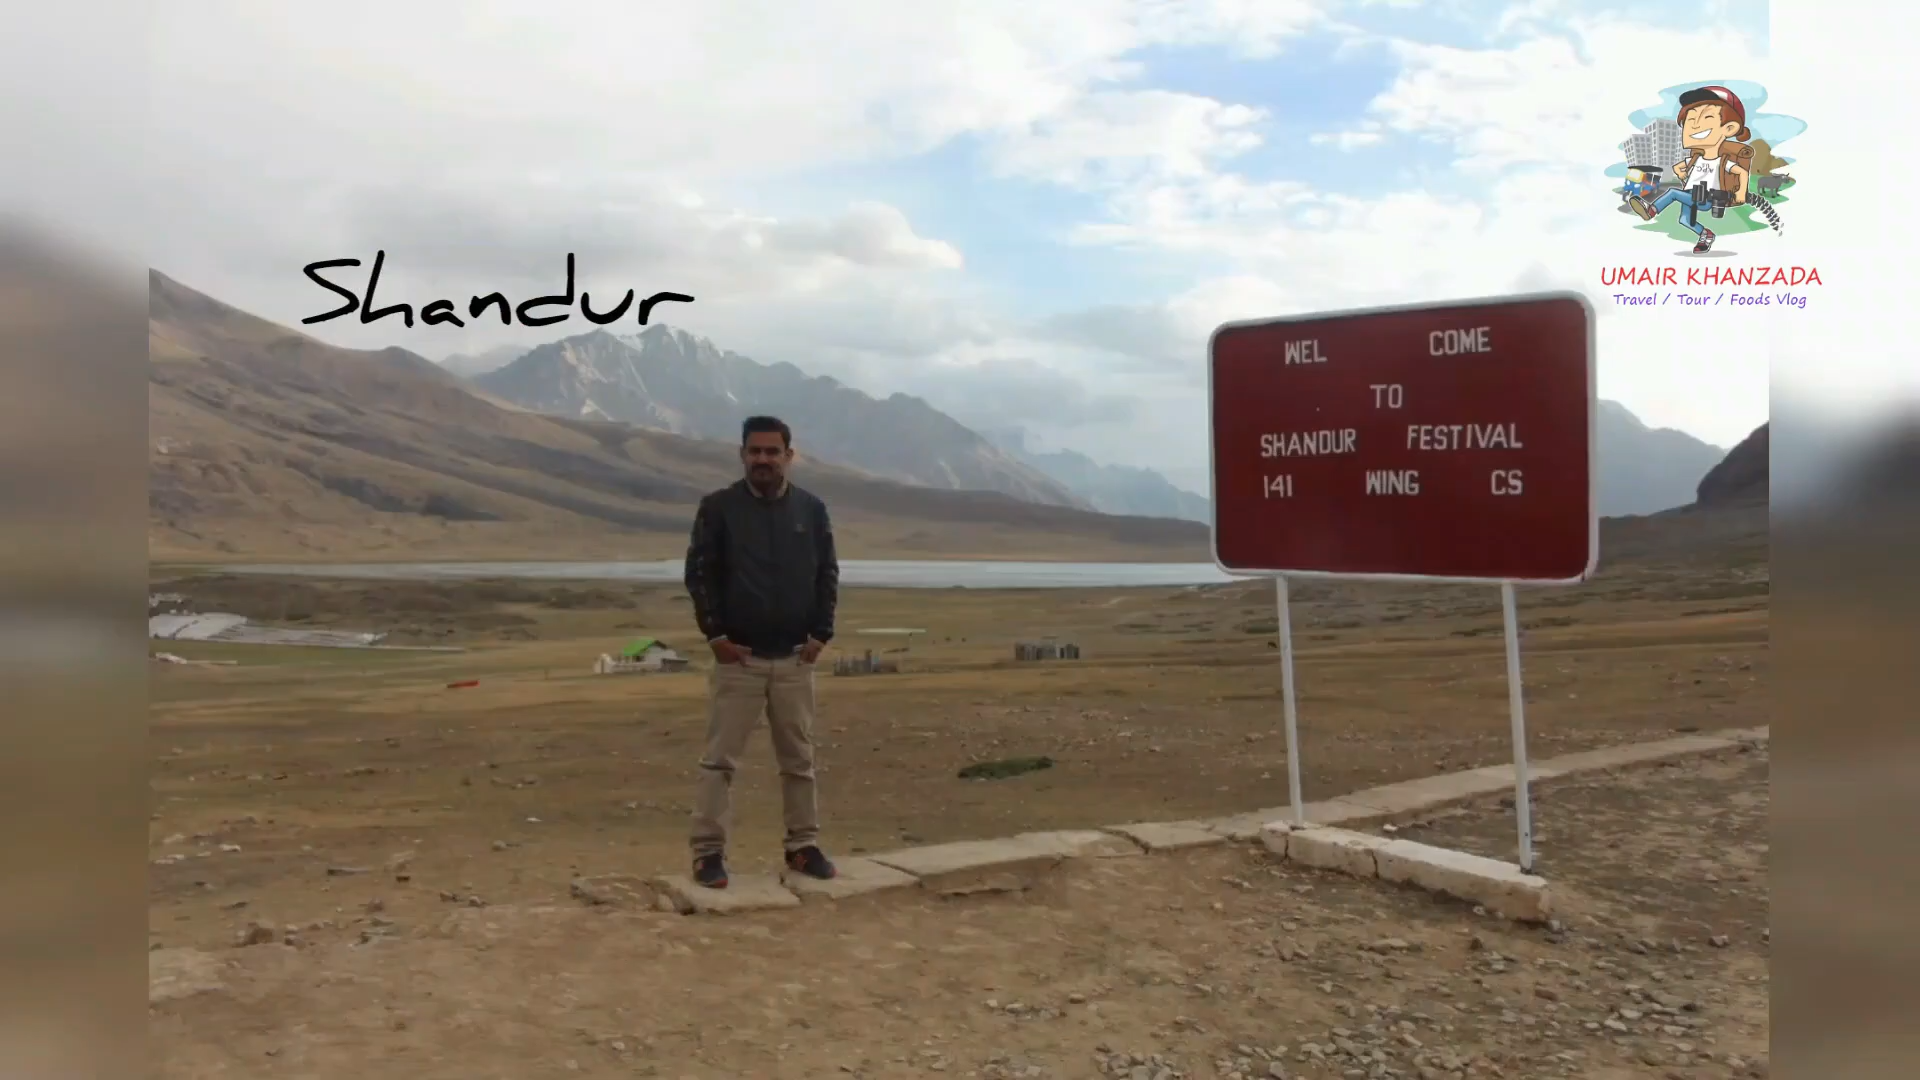 Shandur
UMAIR KHANZADA
Travel / Tour / Foods Vlog
WEL COME
TO
SHANDUR FESTIVAL
141 WING CS